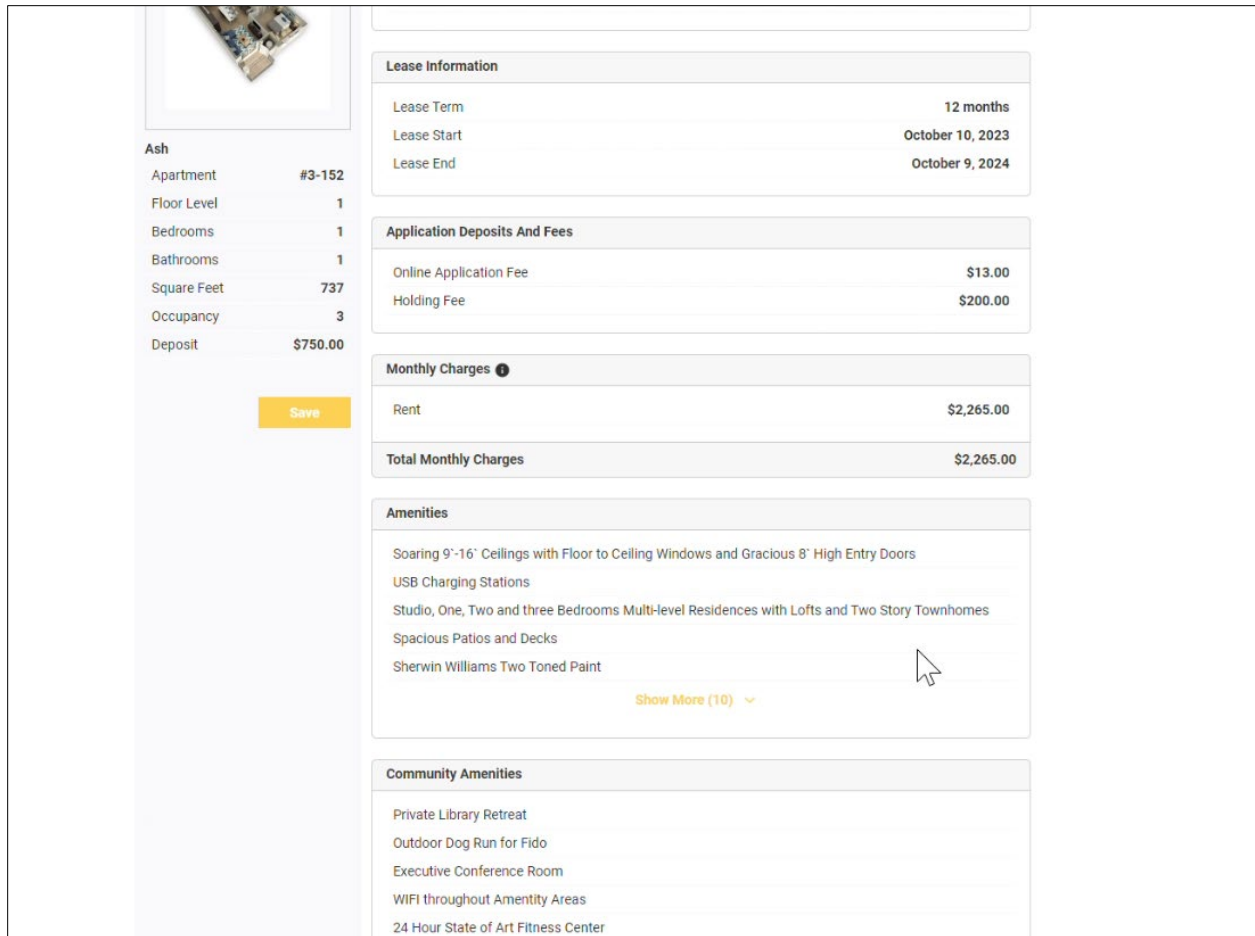 Ash
Apartment #3-152
Floor Level 1
Bedrooms 1
Bathrooms 1
Square Feet 737
Occupancy 3
Deposit $750.00
Save
Lease Information
Lease Term 12 months
Lease Start October 10, 2023
Lease End October 9, 2024
Application Deposits And Fees
Online Application Fee $13.00
Holding Fee $200.00
Monthly Charges i
Rent $2,265.00
Total Monthly Charges $2,265.00
Amenities
Soaring 9`-16` Ceilings with Floor to Ceiling Windows and Gracious 8` High Entry Doors
USB Charging Stations
Studio, One, Two and three Bedrooms Multi-level Residences with Lofts and Two Story Townhomes
Spacious Patios and Decks
Sherwin Williams Two Toned Paint
Show More (10)
Community Amenities
Private Library Retreat
Outdoor Dog Run for Fido
Executive Conference Room
WIFI throughout Amentity Areas
24 Hour State of Art Fitness Center